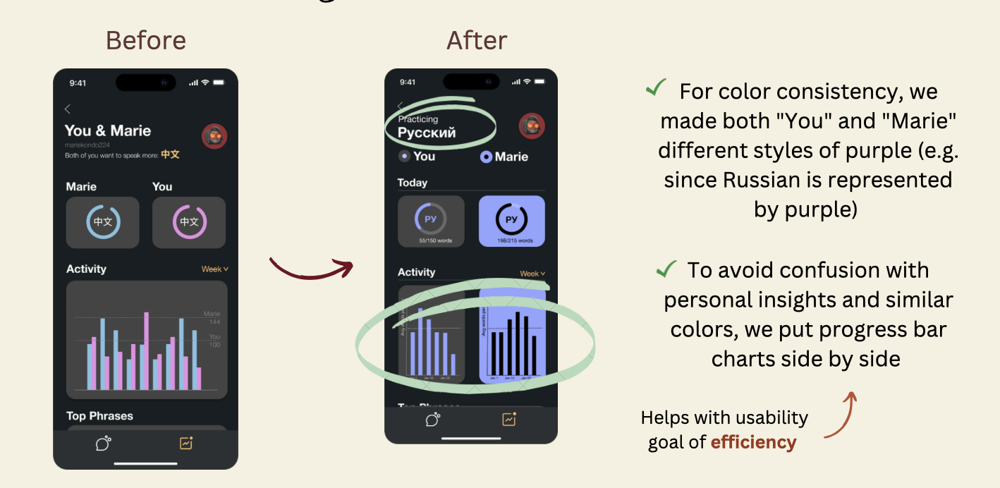 Before
After
9:41
You & Marie
mariekondo224
Both of you want to speak more: 中文
Marie
You
中文
中文
Activity
Week
Marie
144
You
100
Top Phrases
9:41
Practicing
Русский
You
Marie
Today
РУ
55/150 words
РУ
198/215 words
Activity
Week
Avg words per
Jan 10
Jan 20
Avg words per
Jan 1
Jan 10
Jan 20
Top Phrases
For color consistency, we
made both "You" and "Marie"
different styles of purple (e.g.
since Russian is represented
by purple)
To avoid confusion with
personal insights and similar
colors, we put progress bar
charts side by side
Helps with usability
goal of efficiency